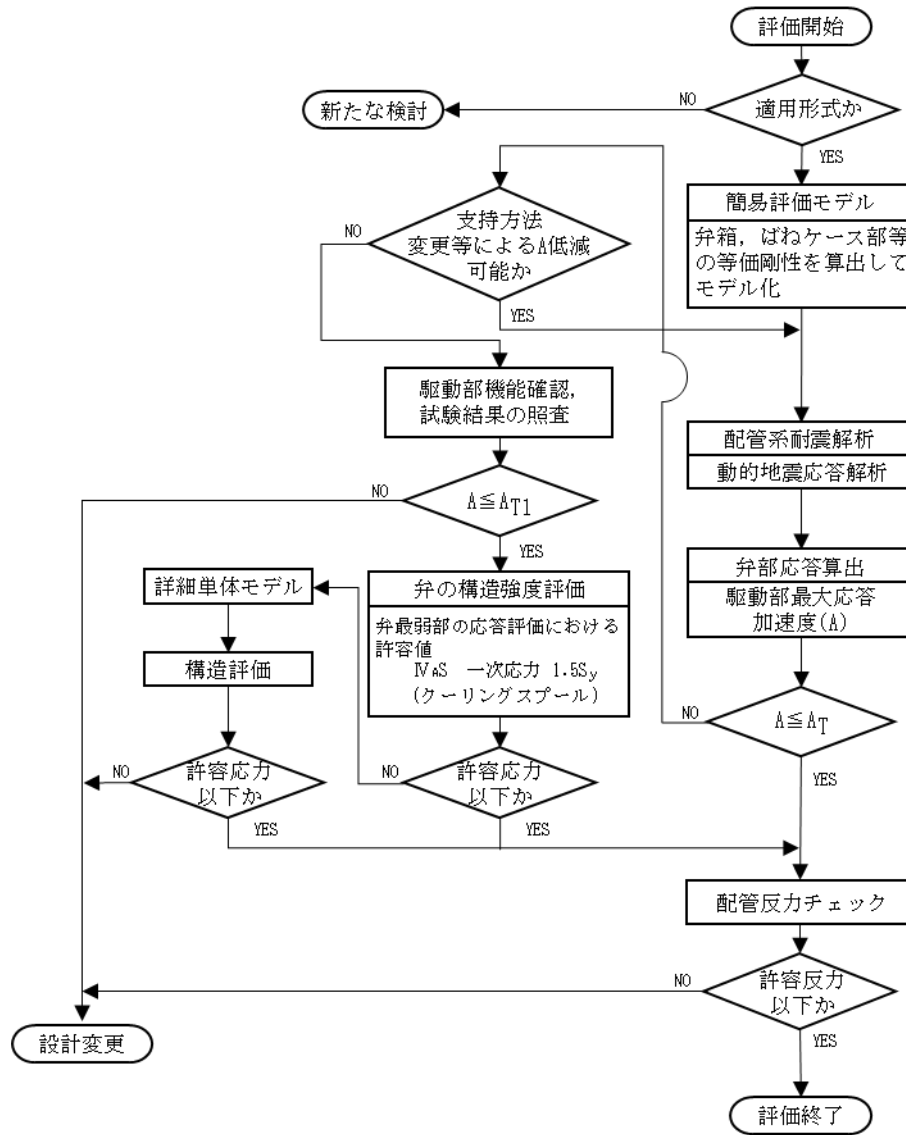 評価開始
適用形式か
NO
新たな検討
YES
簡易評価モデル
弁箱，ばねケース部等
の等価剛性を算出して
モデル化
支持方法
変更等によるA低減
可能か
NO
YES
駆動部機能確認，
試験結果の照査
配管系耐震解析
動的地震応答解析
A≦A_T1
NO
YES
弁部応答算出
駆動部最大応答
加速度(A)
詳細単体モデル
弁の構造強度評価
弁最弱部の応答評価における
許容値
ⅣAS 一次応力 1.5Sy
(クーリングスプール)
構造評価
A≦A_T
NO
YES
許容応力
以下か
NO
YES
許容応力
以下か
NO
YES
配管反力チェック
許容反力
以下か
NO
YES
設計変更
評価終了